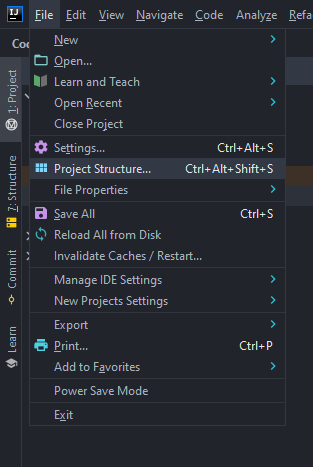 IJ File Edit View Navigate Code Analyze Refa
Coo
New
Open...
Learn and Teach
Open Recent
Close Project
Settings... Ctrl+Alt+S
Project Structure... Ctrl+Alt+Shift+S
File Properties
Save All Ctrl+S
Reload All from Disk
Invalidate Caches / Restart...
Manage IDE Settings
New Projects Settings
Export
Print... Ctrl+P
Add to Favorites
Power Save Mode
Exit
1: Project
7: Structure
Commit
Learn